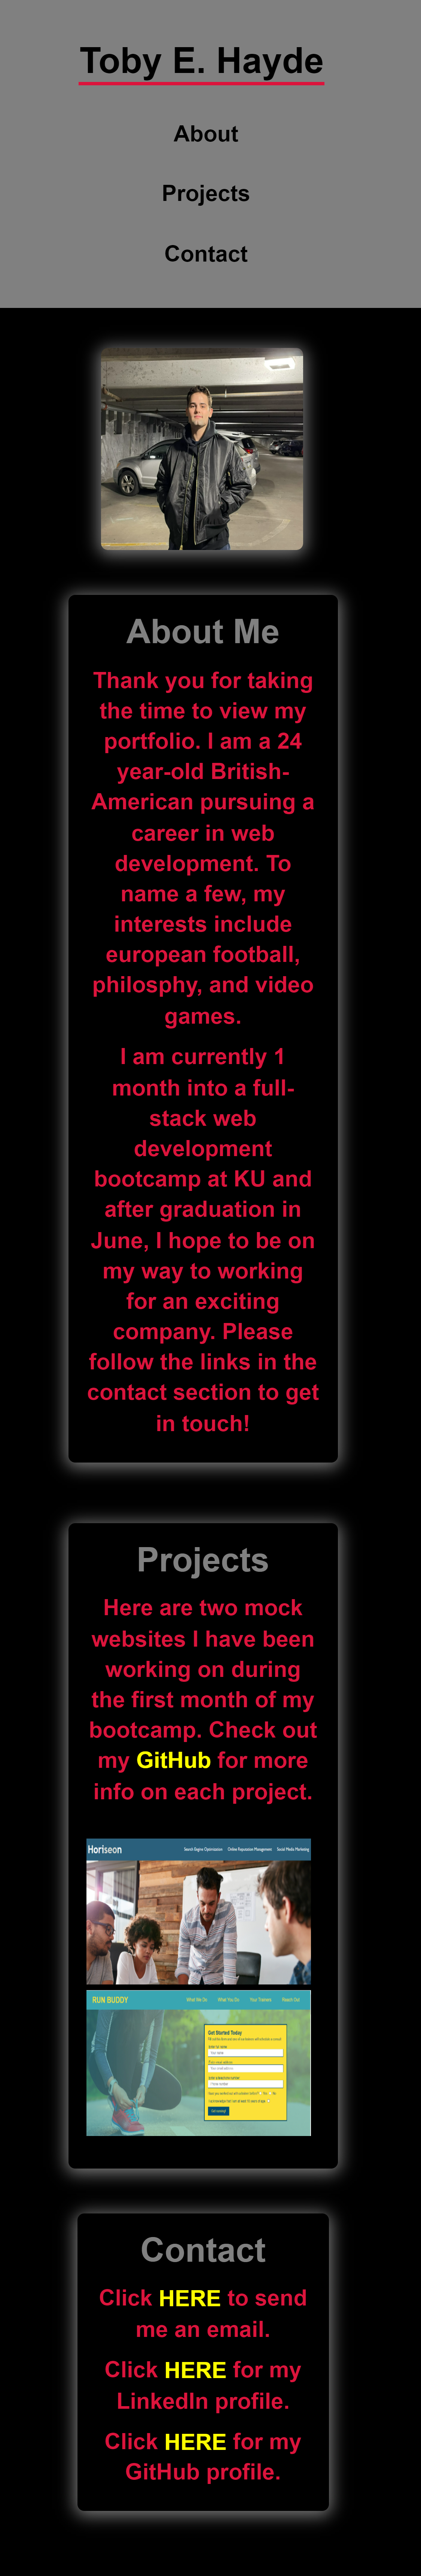 Toby E. Hayde
About
Projects
Contact
About Me
Thank you for taking
the time to view my
portfolio. I am a 24
year-old British-
American pursuing a
career in web
development. To
name a few, my
interests include
european football,
philosphy, and video
games.
I am currently 1
month into a full-
stack web
development
bootcamp at KU and
after graduation in
June, I hope to be on
my way to working
for an exciting
company. Please
follow the links in the
contact section to get
in touch!
Projects
Here are two mock
websites I have been
working on during
the first month of my
bootcamp. Check out
my GitHub for more
info on each project.
Horiseon Search Engine Optimization Online Reputation Management Social Media Marketing
RUN BUDDY What We Do What You Do Your Trainers Reach Out
Get Started Today
Contact
Click HERE to send
me an email.
Click HERE for my
LinkedIn profile.
Click HERE for my
GitHub profile.